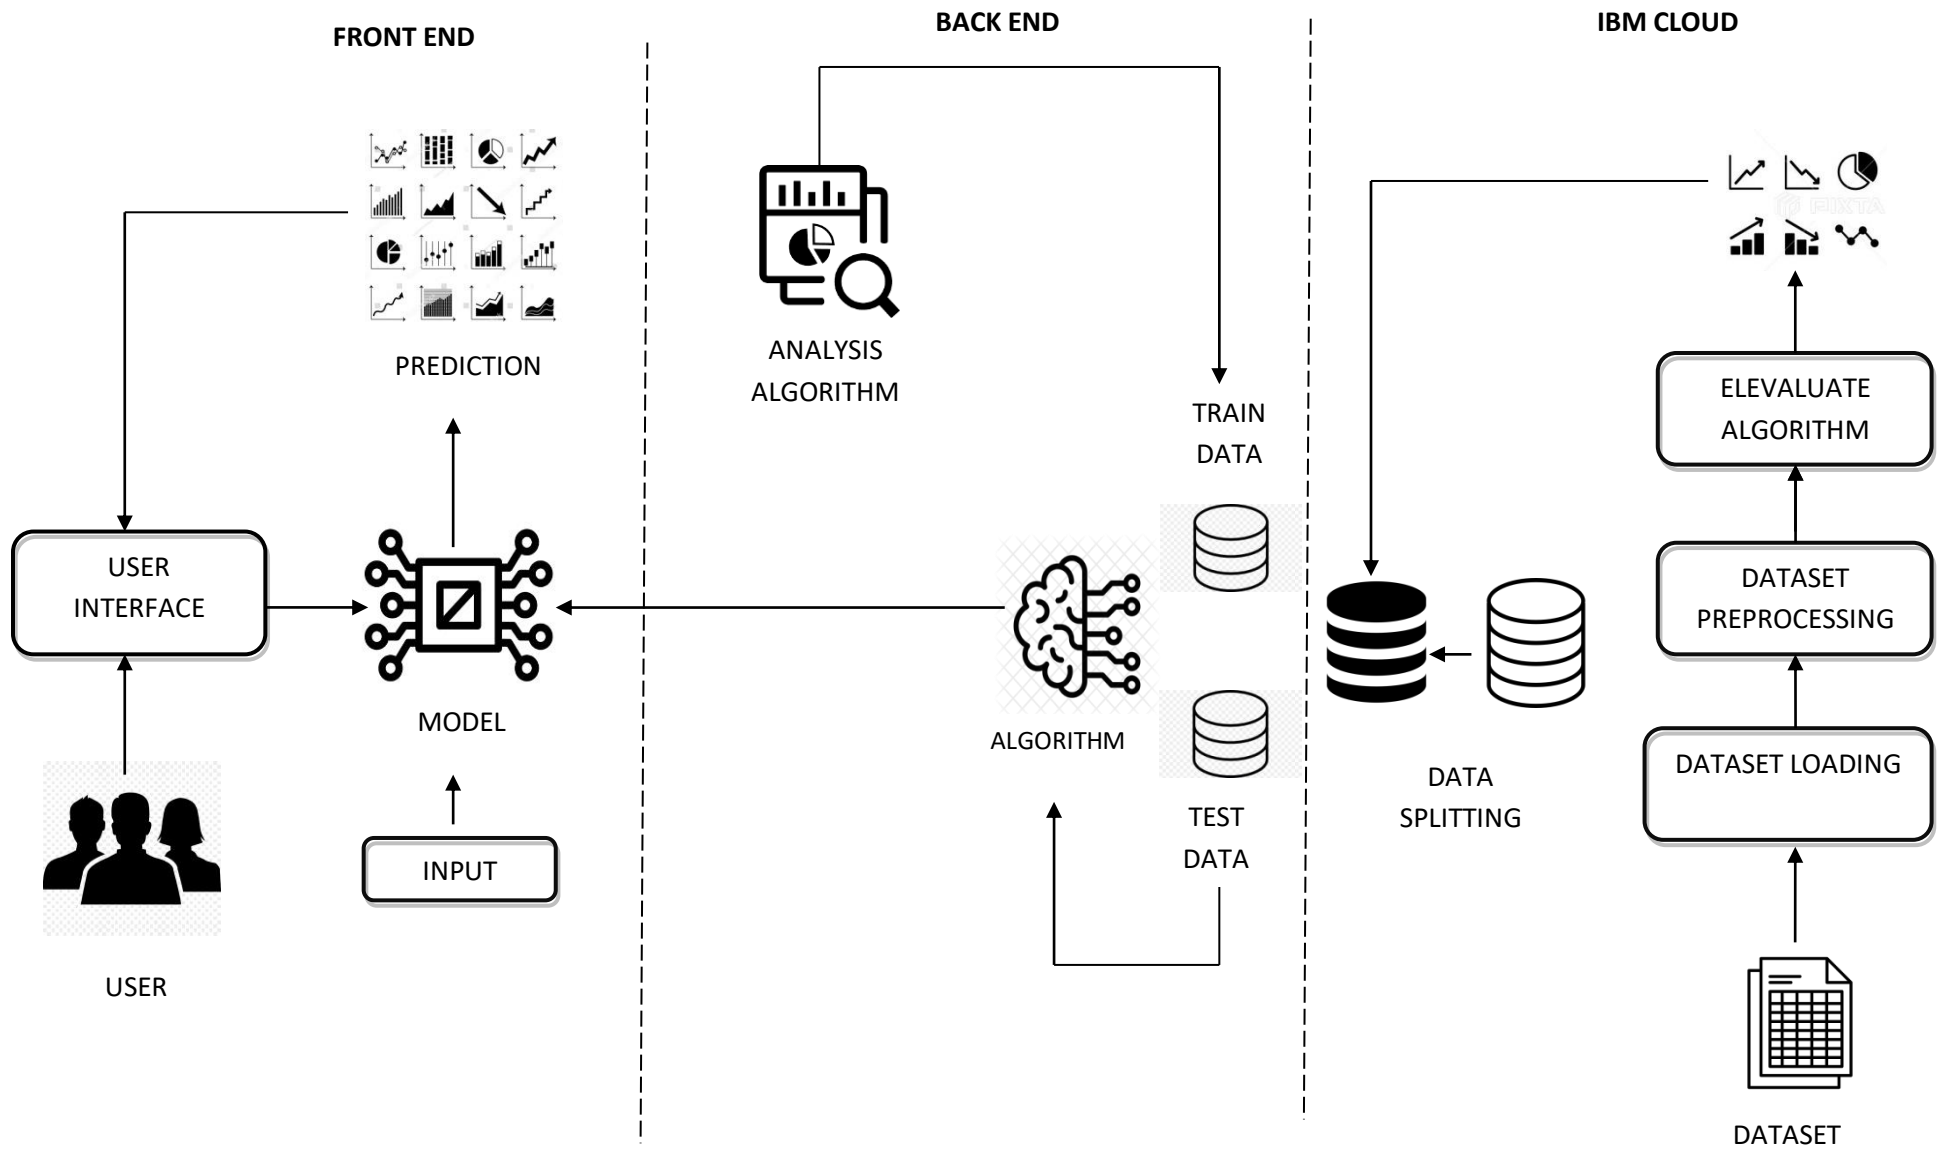 FRONT END
BACK END
IBM CLOUD
PREDICTION
USER
INTERFACE
MODEL
INPUT
USER
ANALYSIS
ALGORITHM
TRAIN
DATA
ALGORITHM
TEST
DATA
DATA
SPLITTING
PIXTA
ELEVALUATE
ALGORITHM
DATASET
PREPROCESSING
DATASET LOADING
DATASET